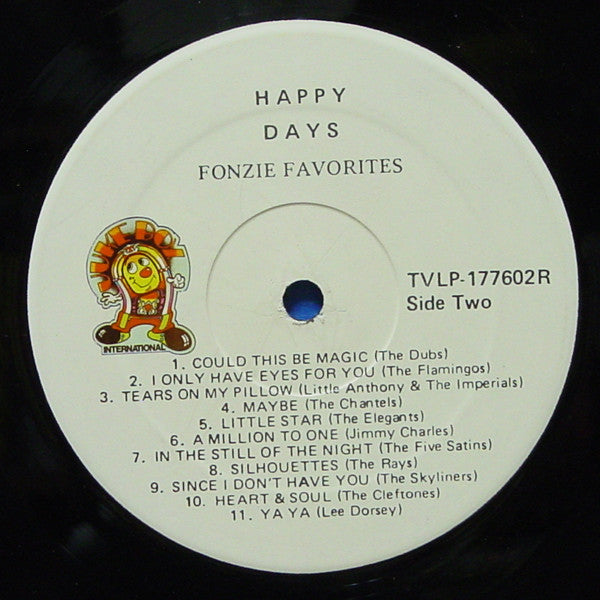 HAPPY
DAYS
FONZIE FAVORITES
JUKE BOX
INTERNATIONAL
TVLP-177602R
Side Two
1. COULD THIS BE MAGIC (The Dubs)
2. I ONLY HAVE EYES FOR YOU (The Flamingos)
3. TEARS ON MY PILLOW (Little Anthony & The Imperials)
4. MAYBE (The Chantels)
5. LITTLE STAR (The Elegants)
6. A MILLION TO ONE (Jimmy Charles)
7. IN THE STILL OF THE NIGHT (The Five Satins)
8. SILHOUETTES (The Rays)
9. SINCE I DON'T HAVE YOU (The Skyliners)
10. HEART & SOUL (The Cleftones)
11. YA YA (Lee Dorsey)